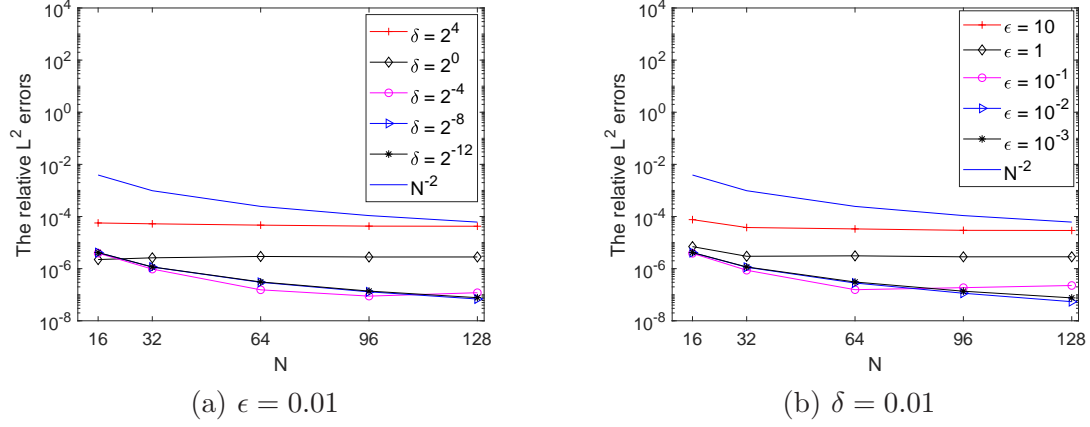 10^4
10^2
10^0
10^-2
10^-4
10^-6
10^-8
The relative L^2 errors
16
32
64
96
128
N
δ = 2^4
δ = 2^0
δ = 2^-4
δ = 2^-8
δ = 2^-12
N^-2
(a) ϵ = 0.01
10^4
10^2
10^0
10^-2
10^-4
10^-6
10^-8
The relative L^2 errors
16
32
64
96
128
N
ϵ = 10
ϵ = 1
ϵ = 10^-1
ϵ = 10^-2
ϵ = 10^-3
N^-2
(b) δ = 0.01